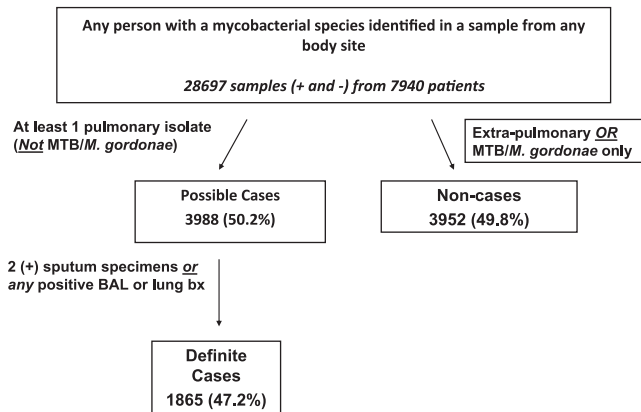 Any person with a mycobacterial species identified in a sample from any
body site
28697 samples (+ and -) from 7940 patients
At least 1 pulmonary isolate
(Not MTB/M. gordonae)
Extra-pulmonary OR
MTB/M. gordonae only
Possible Cases
3988 (50.2%)
Non-cases
3952 (49.8%)
2 (+) sputum specimens or
any positive BAL or lung bx
Definite
Cases
1865 (47.2%)